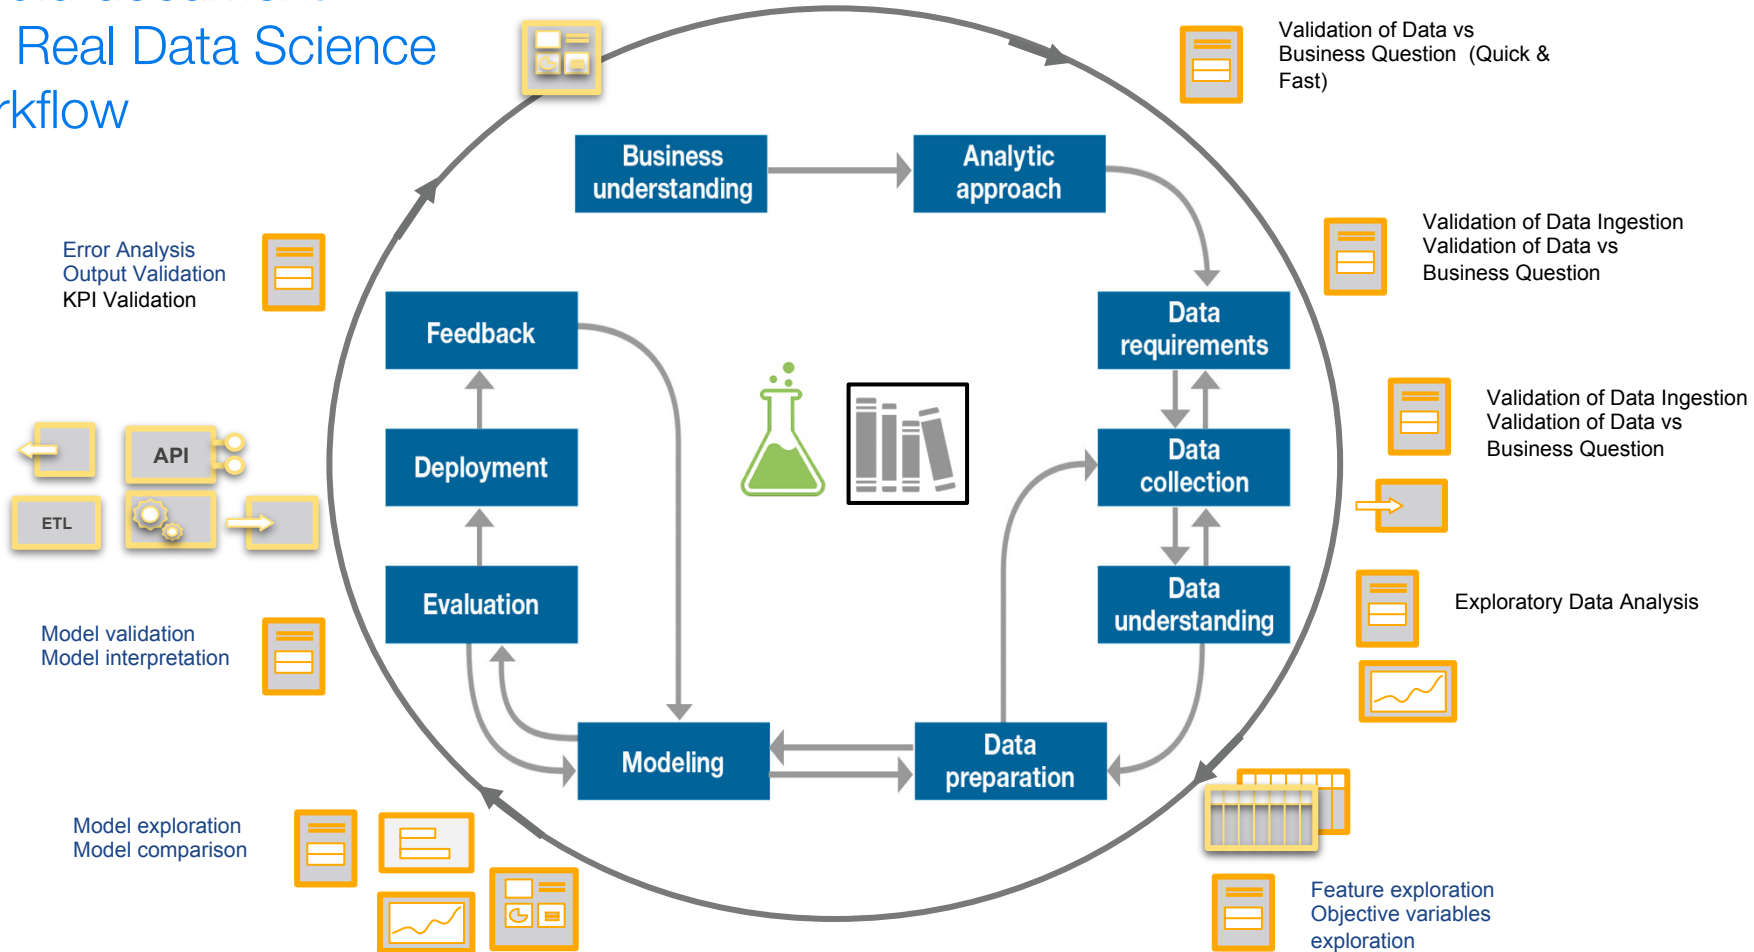 Real Data Science
Validation of Data vs
Business Question (Quick &
Fast)
Business
understanding
Analytic
approach
Error Analysis
Output Validation
KPI Validation
Validation of Data Ingestion
Validation of Data vs
Business Question
Feedback
Data
requirements
Validation of Data Ingestion
Validation of Data vs
Business Question
API
ETL
Deployment
Data
collection
Evaluation
Data
understanding
Exploratory Data Analysis
Model validation
Model interpretation
Modeling
Data
preparation
Model exploration
Model comparison
Feature exploration
Objective variables
exploration